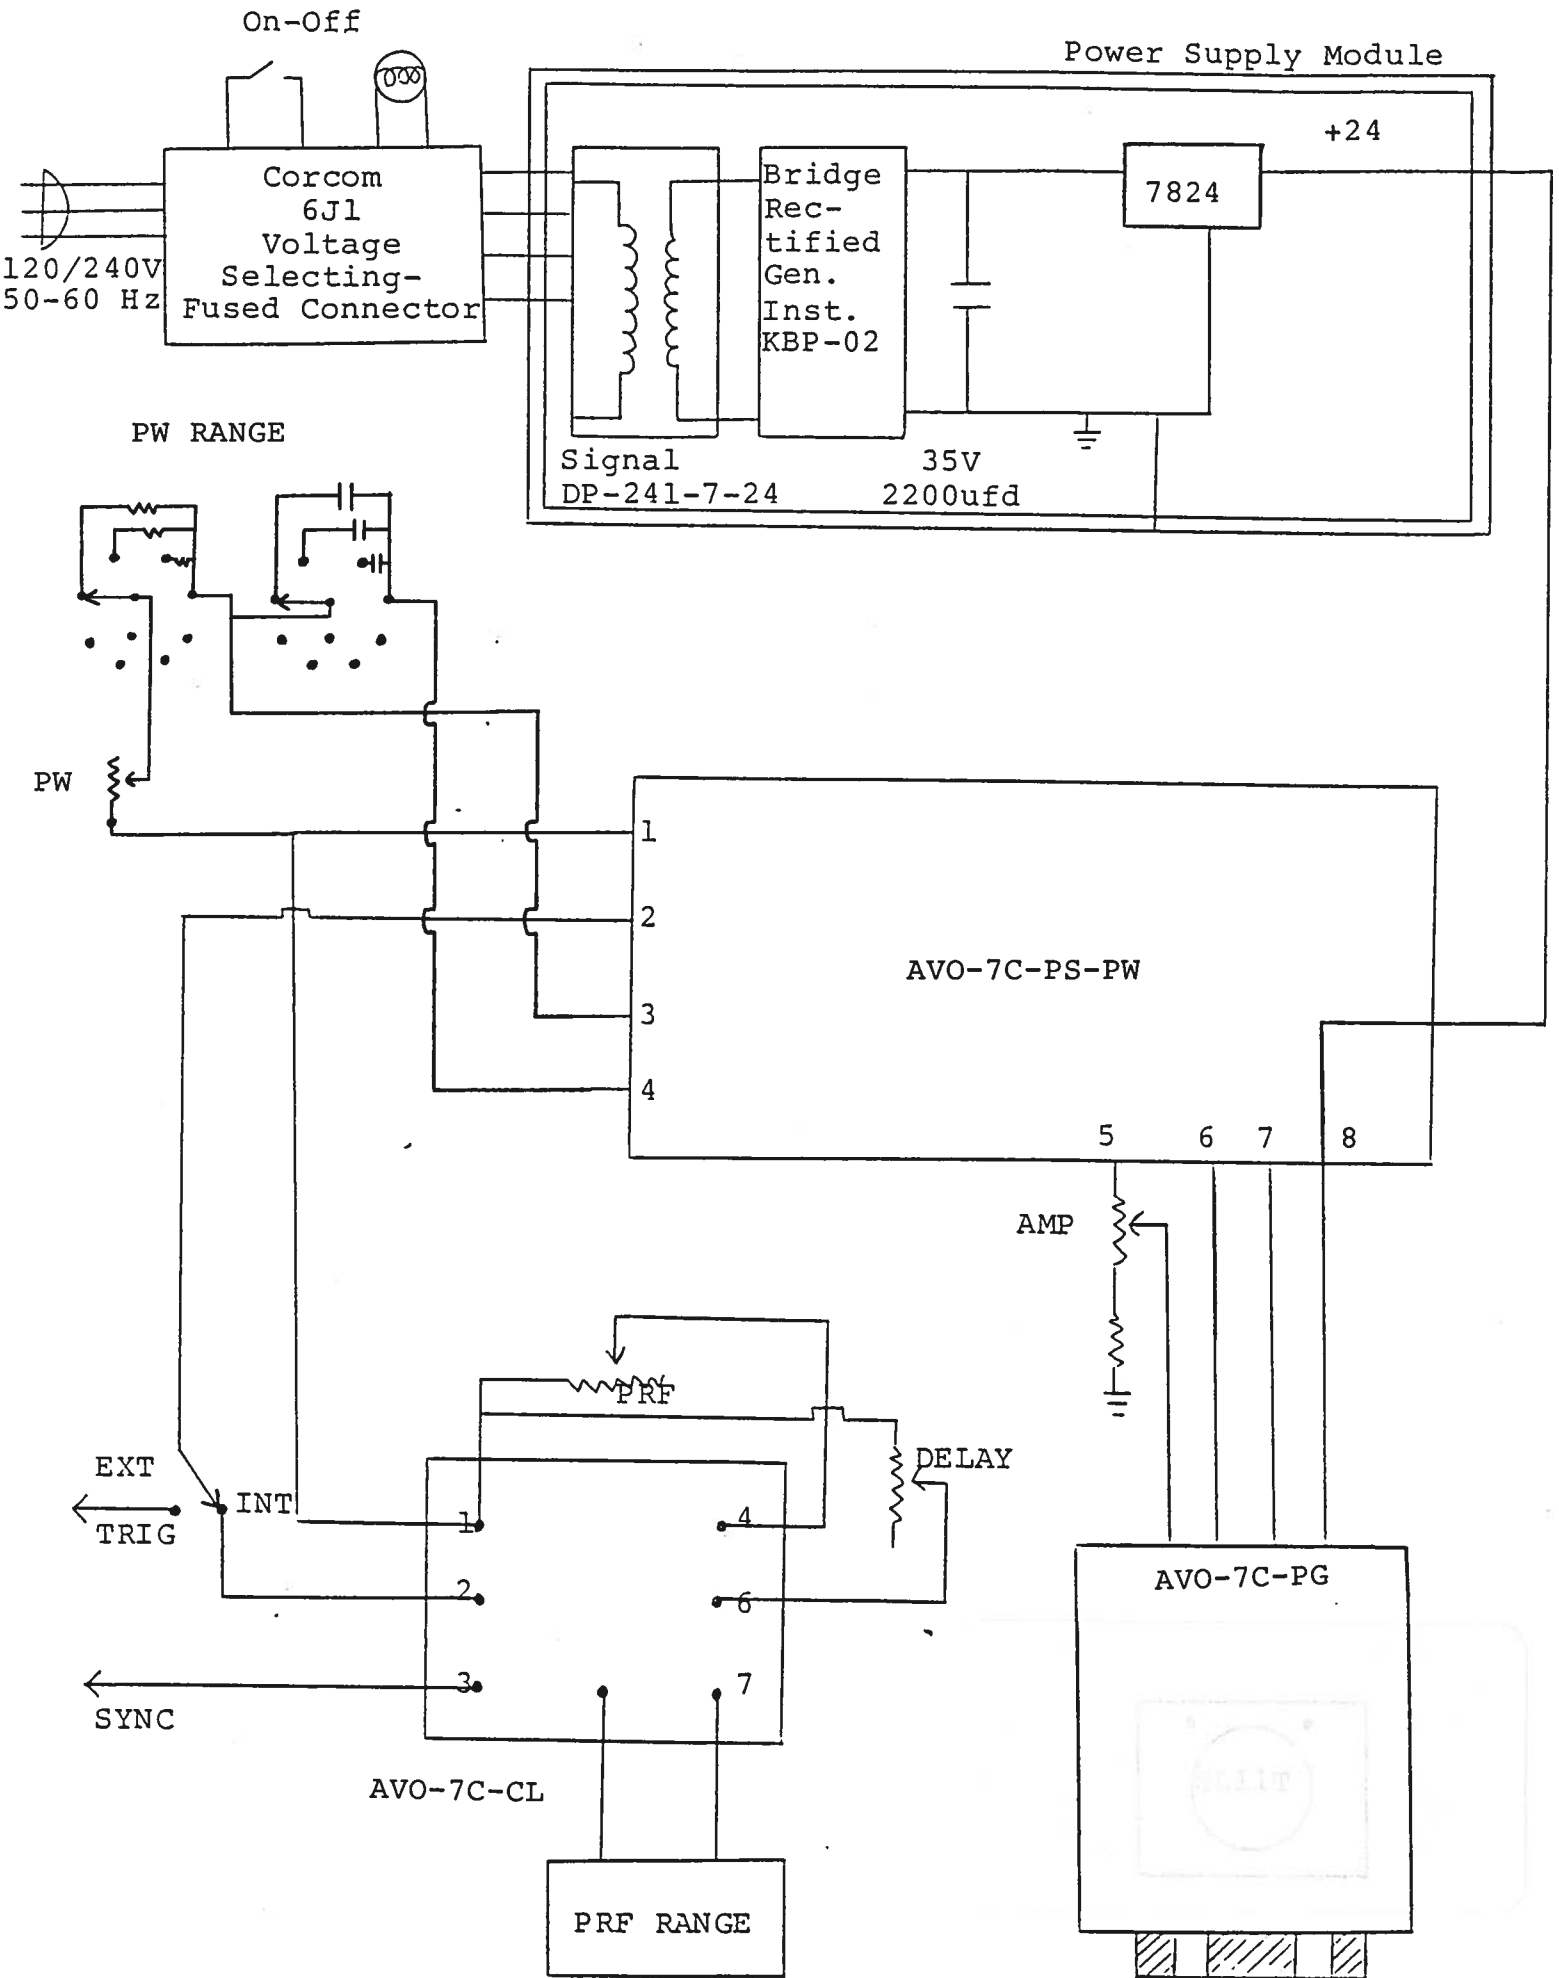 On-Off
Power Supply Module
+24
Corcom
6J1
Voltage
Selecting-
Fused Connector
120/240V
50-60 Hz
Bridge
Rec-
tified
Gen.
Inst.
KBP-02
7824
Signal
DP-241-7-24
35V
2200ufd
PW RANGE
PW
1
2
3
4
AVO-7C-PS-PW
5 6 7 8
AMP
PRF
DELAY
EXT
TRIG
INT
1
2
3
4
6
7
SYNC
AVO-7C-CL
PRF RANGE
AVO-7C-PG